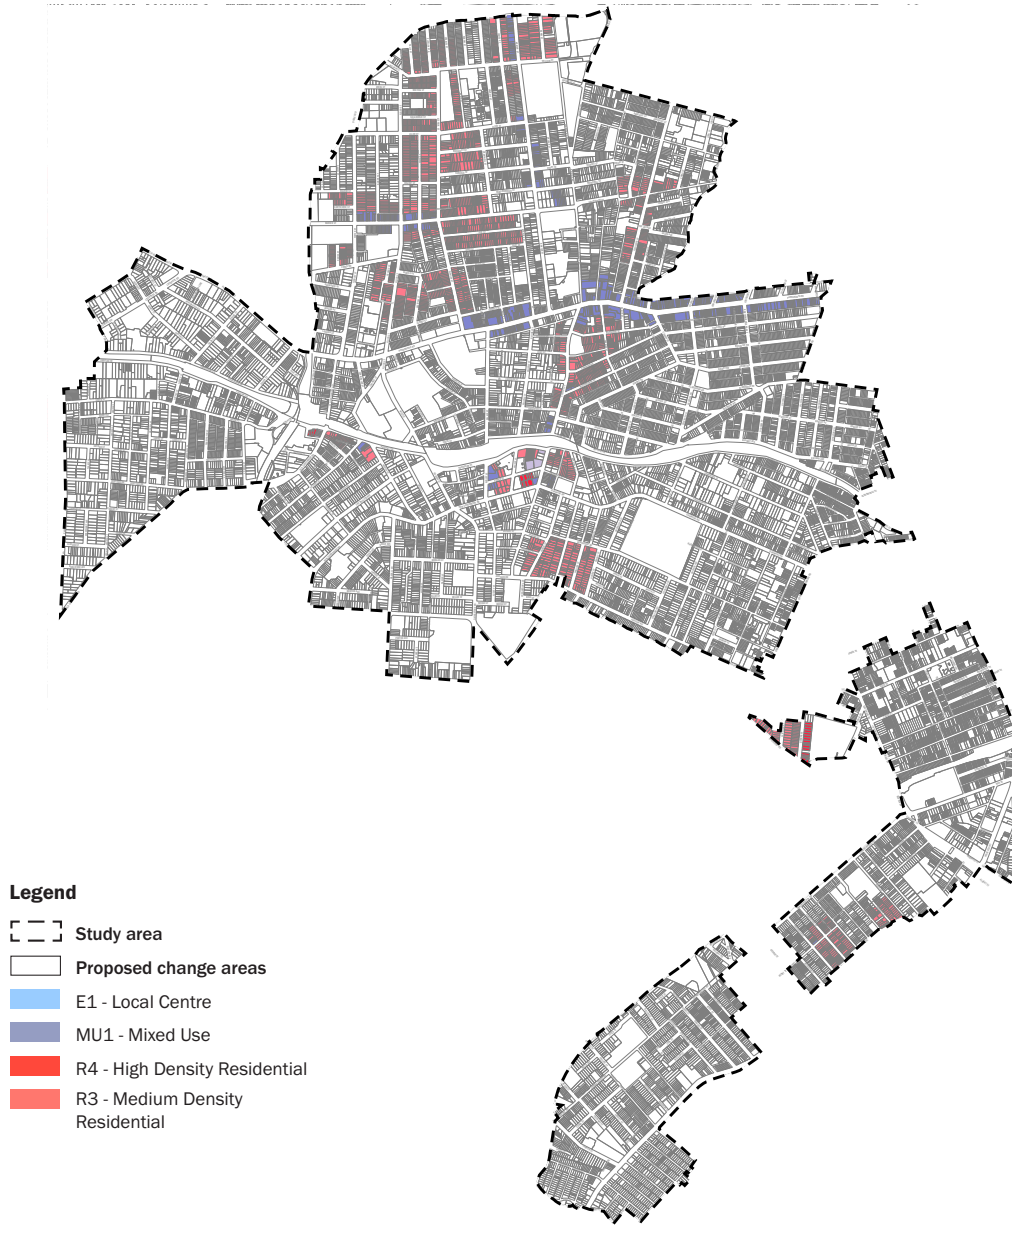 Legend
Study area
Proposed change areas
E1 - Local Centre
MU1 - Mixed Use
R4 - High Density Residential
R3 - Medium Density
Residential